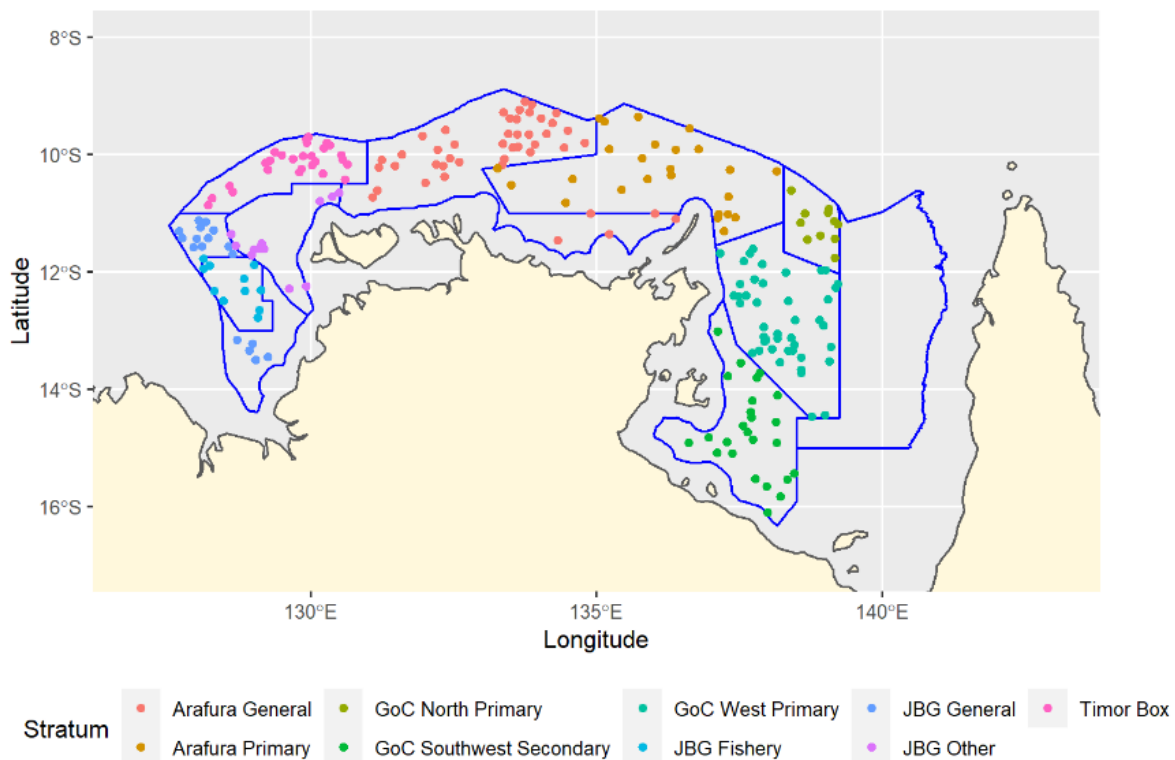 8°S
10°S
12°S
14°S
16°S
Latitude
130°E
135°E
140°E
Longitude
Stratum
Arafura General
GoC North Primary
GoC West Primary
JBG General
Timor Box
Arafura Primary
GoC Southwest Secondary
JBG Fishery
JBG Other